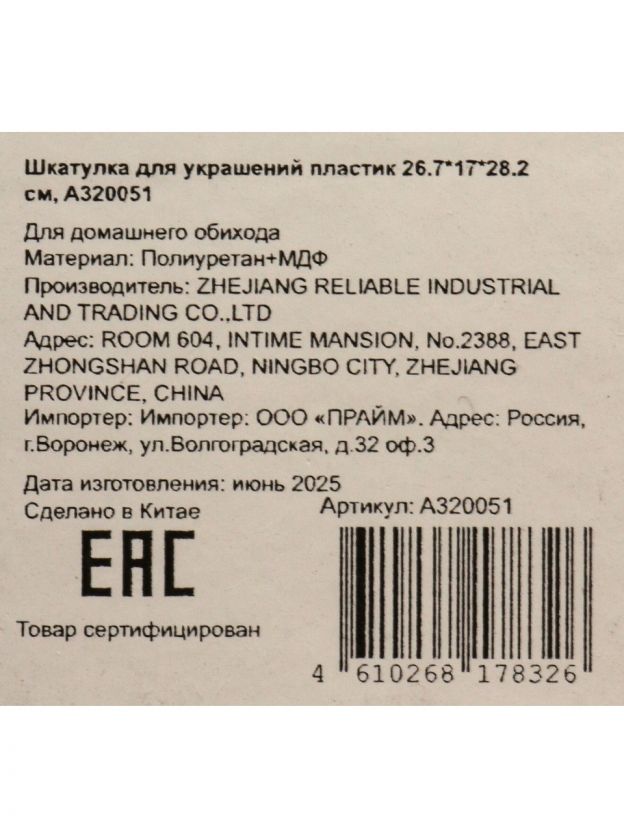 Шкатулка для украшений пластик 26.7*17*28.2
см, A320051
Для домашнего обихода
Материал: Полиуретан+МДФ
Производитель: ZHEJIANG RELIABLE INDUSTRIAL
AND TRADING CO.,LTD
Адрес: ROOM 604, INTIME MANSION, No.2388, EAST
ZHONGSHAN ROAD, NINGBO CITY, ZHEJIANG
PROVINCE, CHINA
Импортер: Импортер: ООО «ПРАЙМ». Адрес: Россия,
г.Воронеж, ул.Волгоградская, д.32 оф.3
Дата изготовления: июнь 2025
Сделано в Китае
Артикул: A320051
EAC
Товар сертифицирован
4 610268 178326